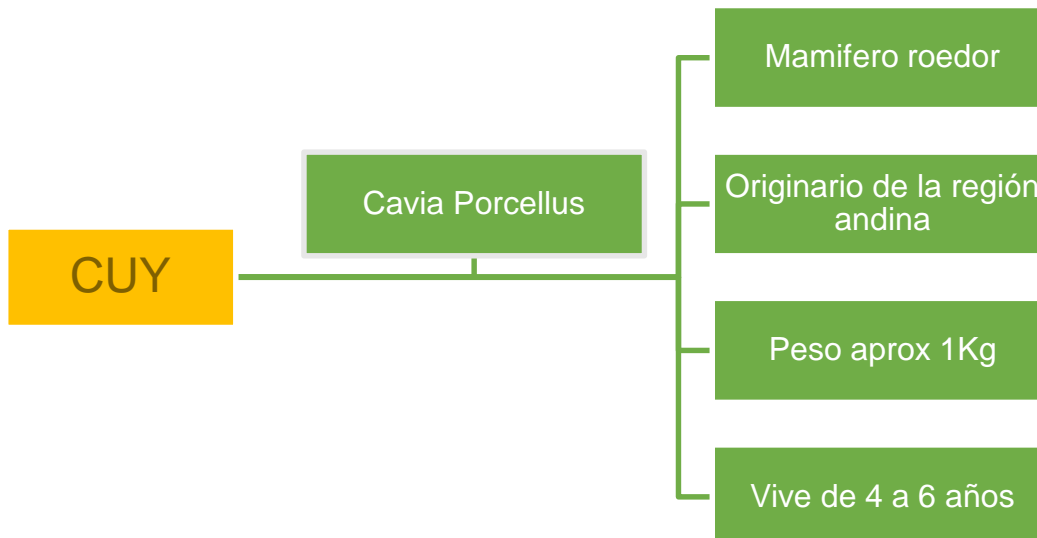 CUY
Cavia Porcellus
Mamifero roedor
Originario de la región
andina
Peso aprox 1Kg
Vive de 4 a 6 años